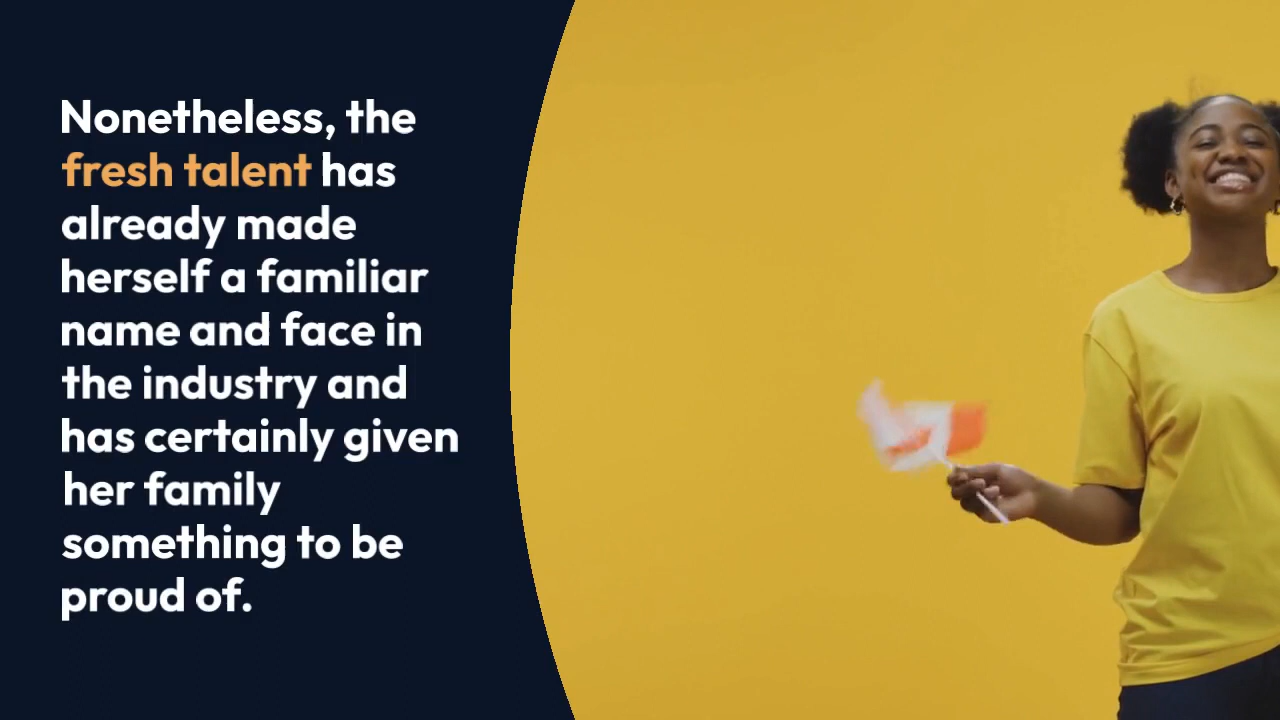 Nonetheless, the
fresh talent has
already made
herself a familiar
name and face in
the industry and
has certainly given
her family
something to be
proud of.